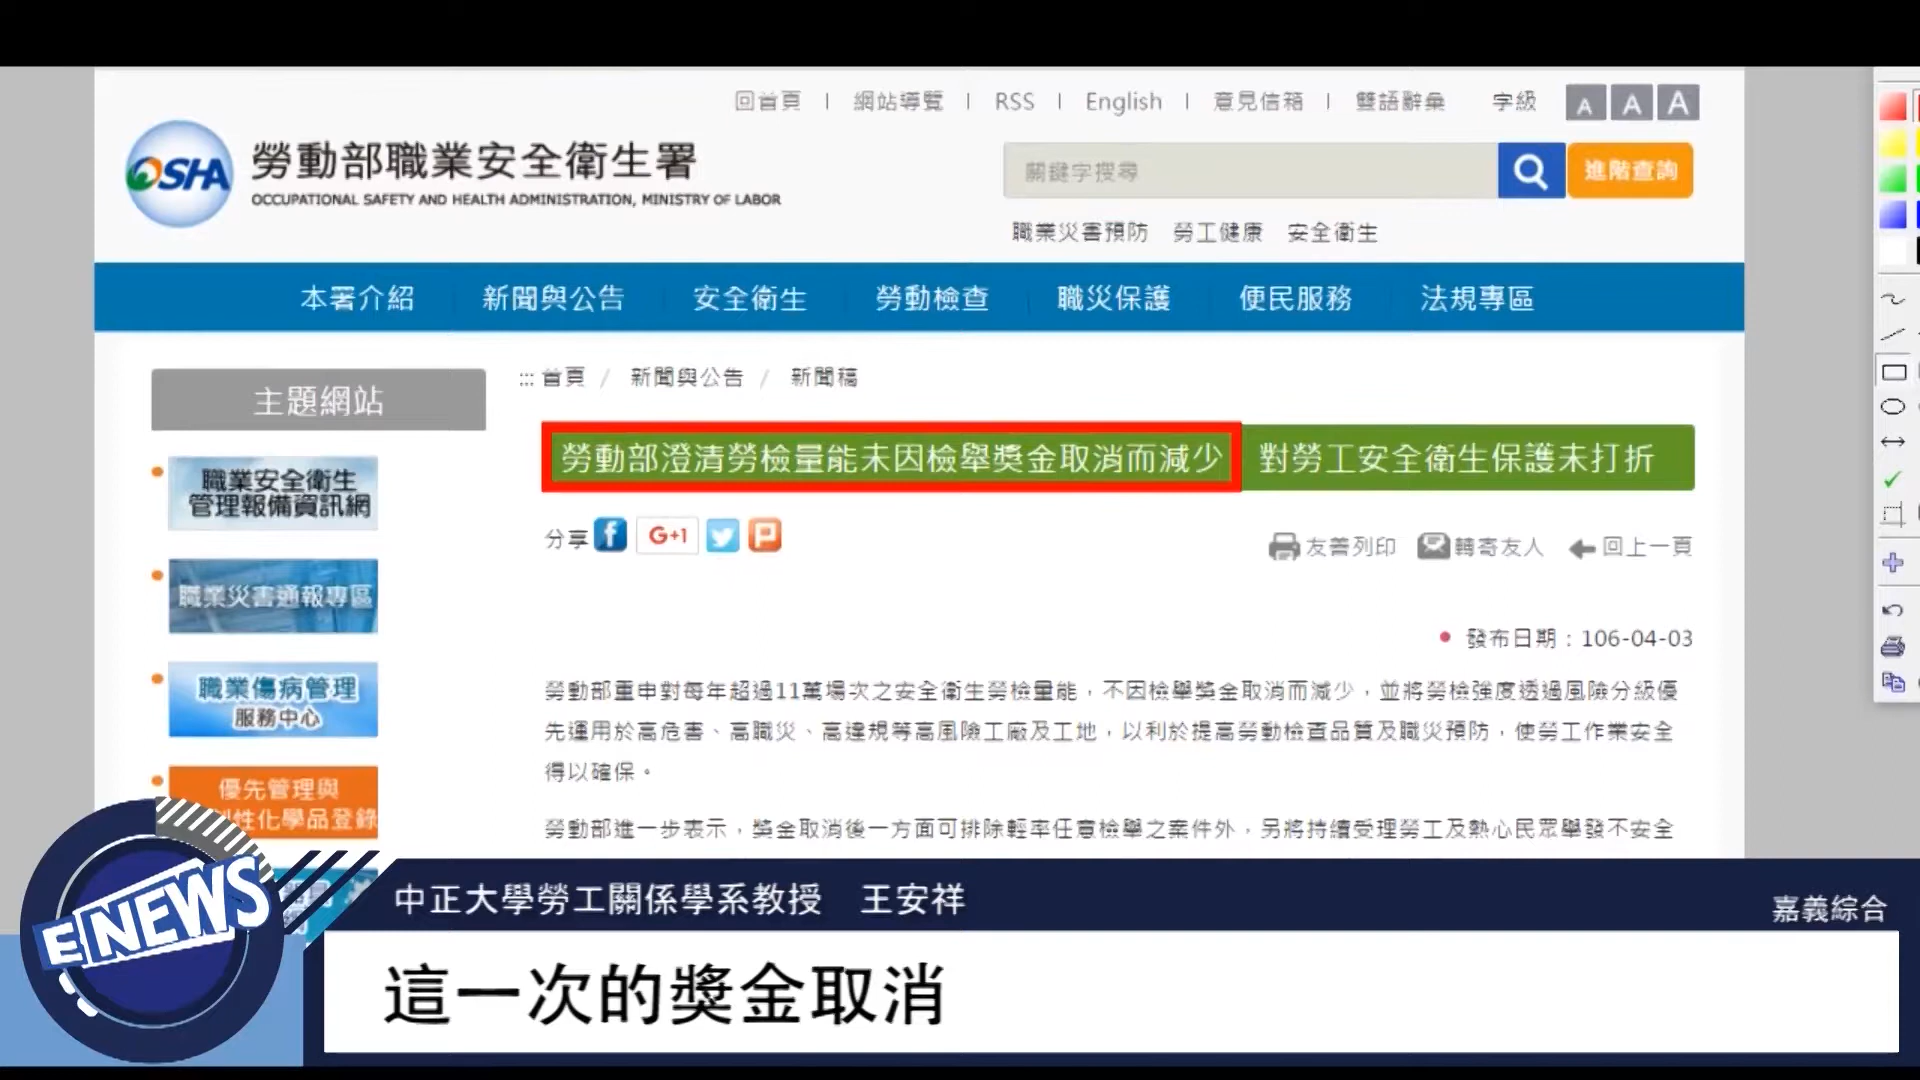 回首頁 | 網站導覽 | RSS | English | 意見信箱 | 雙語辭彙 字級 A A A
OSHA 勞動部職業安全衛生署
OCCUPATIONAL SAFETY AND HEALTH ADMINISTRATION, MINISTRY OF LABOR
關鍵字搜尋 進階查詢
職業災害預防 勞工健康 安全衛生
本署介紹 新聞與公告 安全衛生 勞動檢查 職災保護 便民服務 法規專區
主題網站
職業安全衛生
管理報備資訊網
職業災害通報專區
職業傷病管理
服務中心
優先管理與
性化學品登錄
::: 首頁 / 新聞與公告 / 新聞稿
勞動部澄清勞檢量能未因檢舉獎金取消而減少 對勞工安全衛生保護未打折
分享 f G+1 P
友善列印 轉寄友人 回上一頁
發布日期：106-04-03
勞動部重申對每年超過11萬場次之安全衛生勞檢量能，不因檢舉獎金取消而減少，並將勞檢強度透過風險分級優
先運用於高危害、高職災、高違規等高風險工廠及工地，以利於提高勞動檢查品質及職災預防，使勞工作業安全
得以確保。
勞動部進一步表示，獎金取消後一方面可排除輕率任意檢舉之案件外，另將持續受理勞工及熱心民眾舉發不安全
中正大學勞工關係學系教授 王安祥
嘉義綜合
ENEWS
這一次的獎金取消